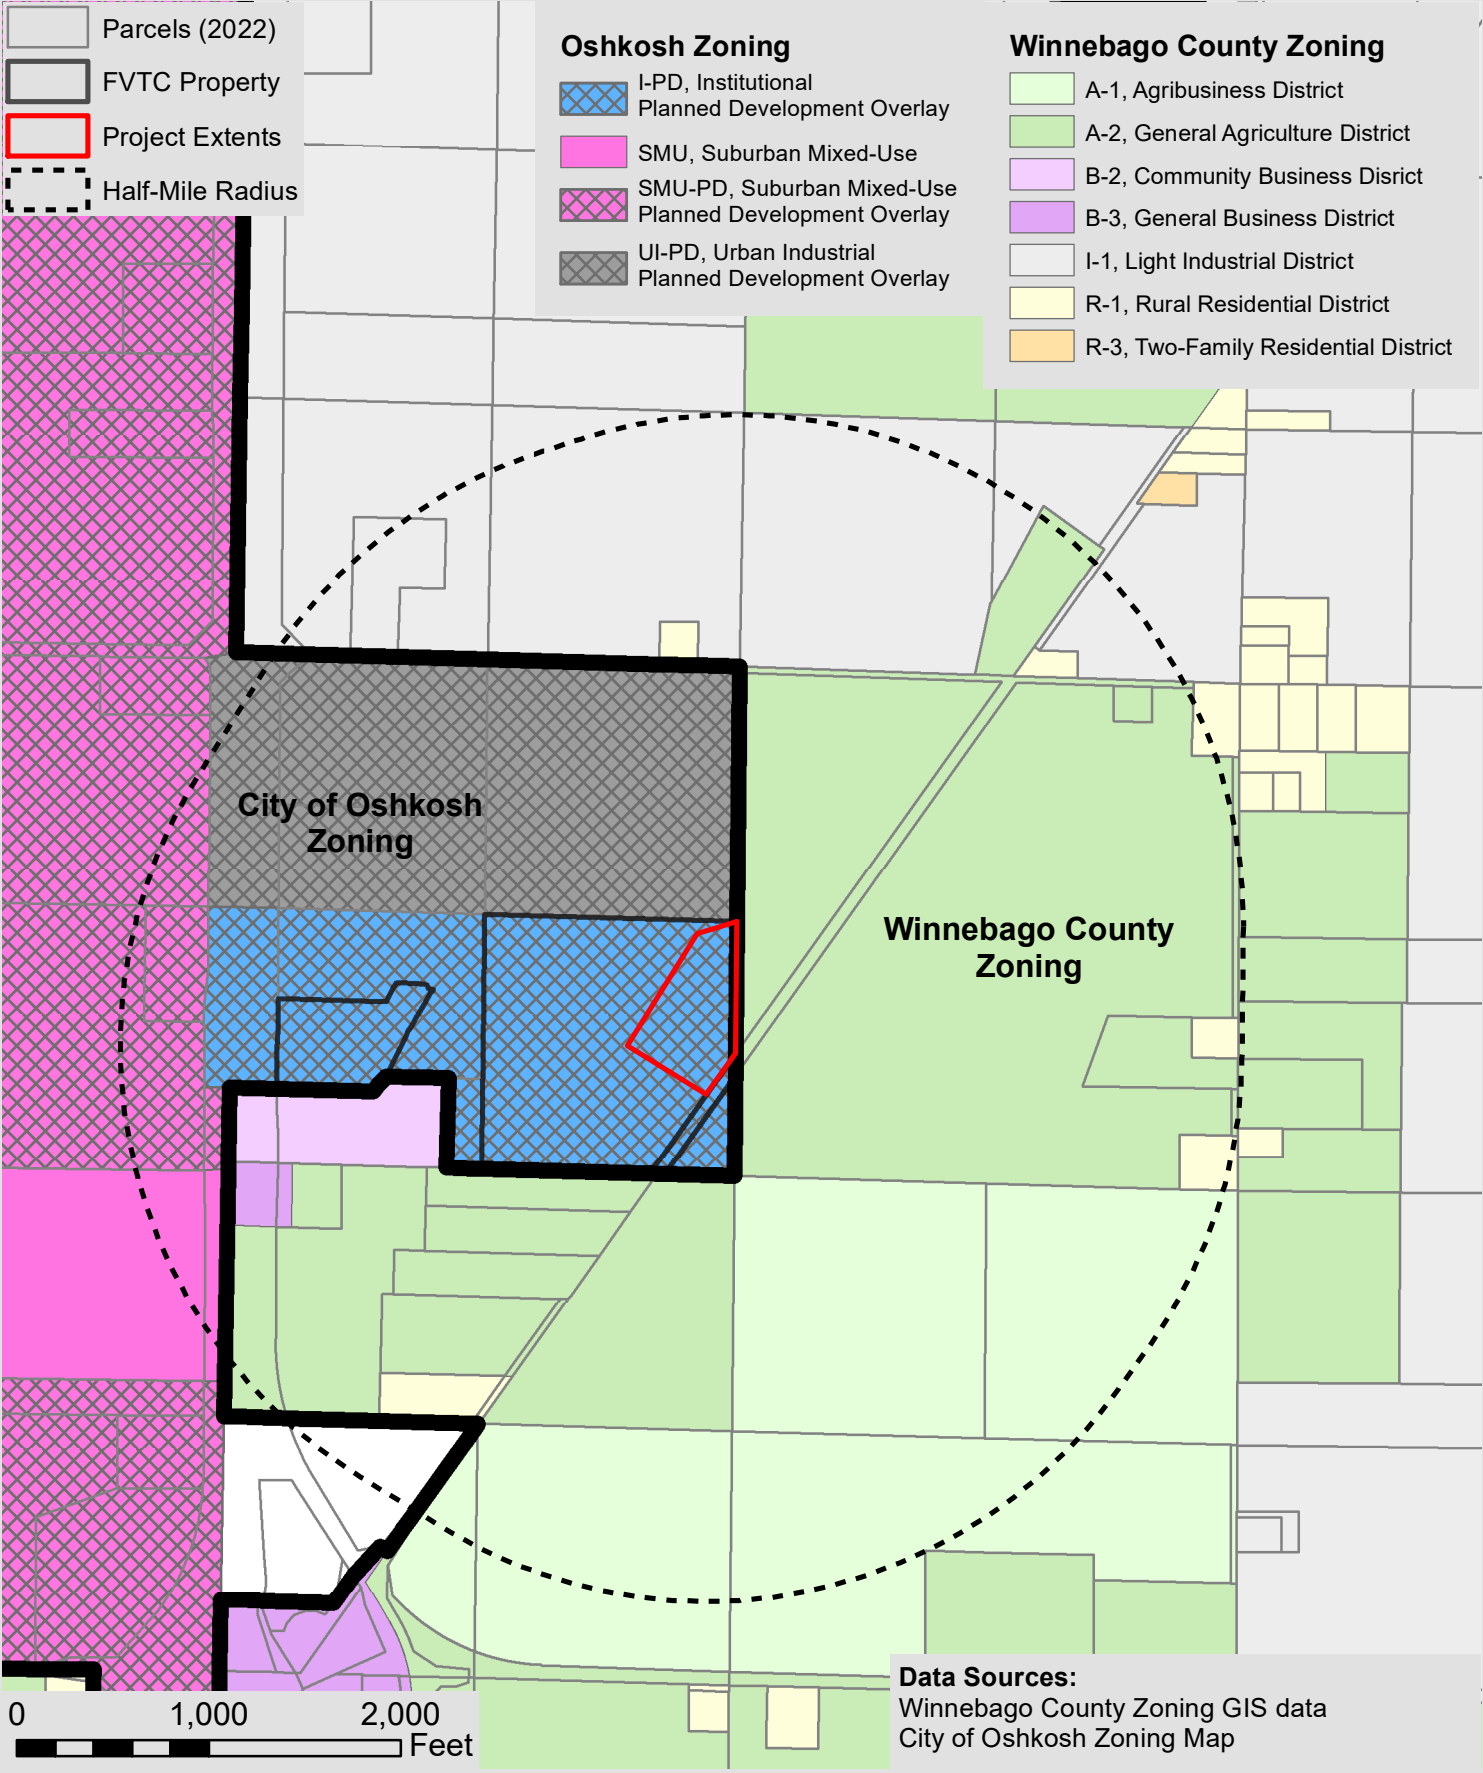 Parcels (2022)
FVTC Property
Project Extents
Half-Mile Radius
Oshkosh Zoning
I-PD, Institutional
Planned Development Overlay
SMU, Suburban Mixed-Use
SMU-PD, Suburban Mixed-Use
Planned Development Overlay
UI-PD, Urban Industrial
Planned Development Overlay
Winnebago County Zoning
A-1, Agribusiness District
A-2, General Agriculture District
B-2, Community Business Disrict
B-3, General Business District
I-1, Light Industrial District
R-1, Rural Residential District
R-3, Two-Family Residential District
City of Oshkosh
Zoning
Winnebago County
Zoning
0 1,000 2,000
Feet
Data Sources:
Winnebago County Zoning GIS data
City of Oshkosh Zoning Map